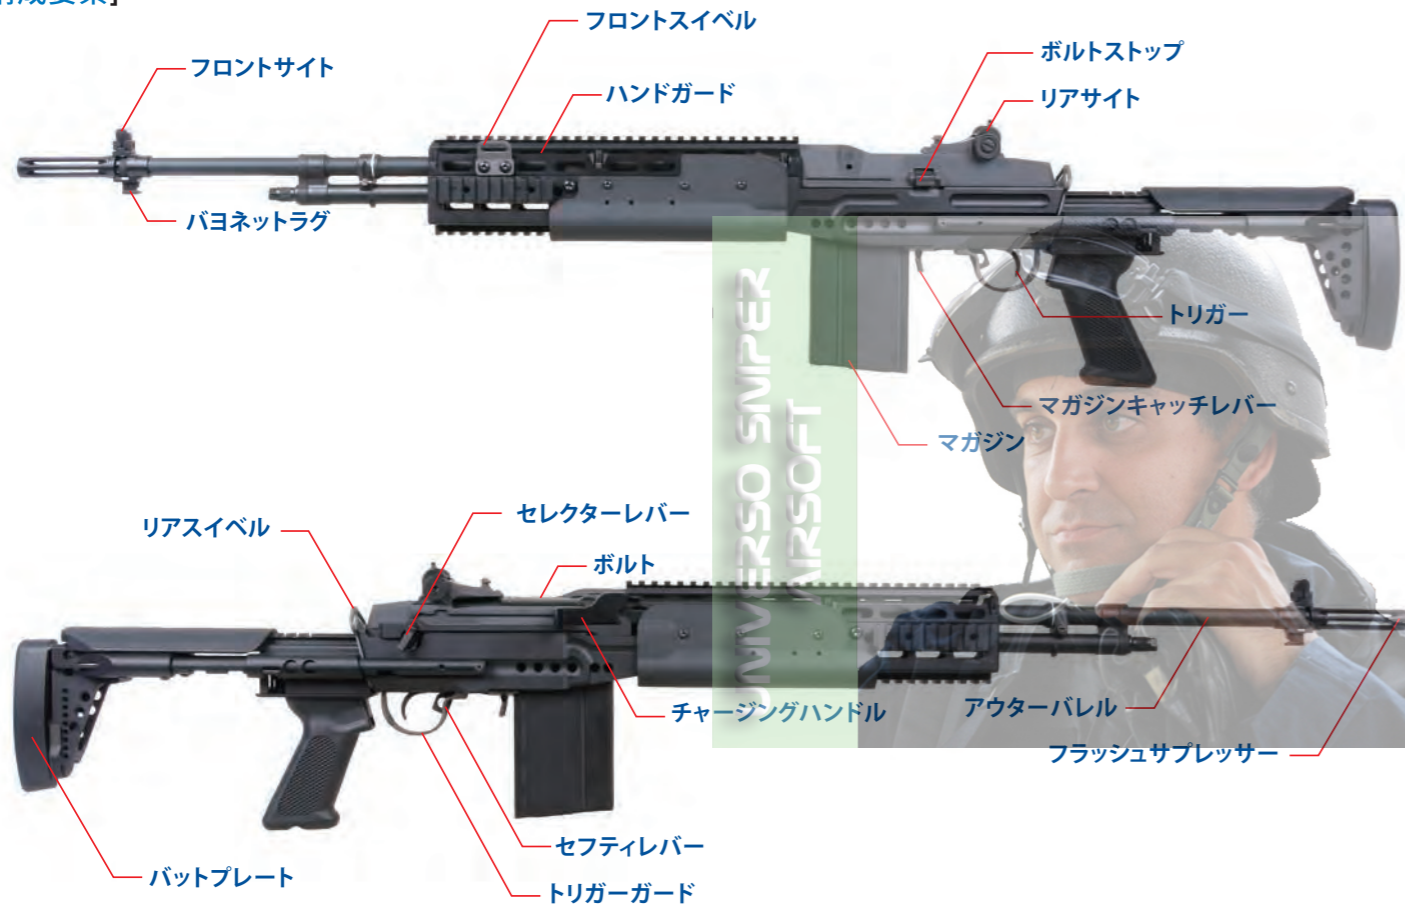 構成要素]
フロントスイベル
フロントサイト
ボルトストップ
ハンドガード
リアサイト
バヨネットラグ
トリガー
マガジンキャッチレバー
マガジン
UNIVERSO SNIPER
AIRSOFT
リアスイベル
セレクターレバー
ボルト
チャージングハンドル
アウターバレル
フラッシュサプレッサー
セフティレバー
バットプレート
トリガーガード